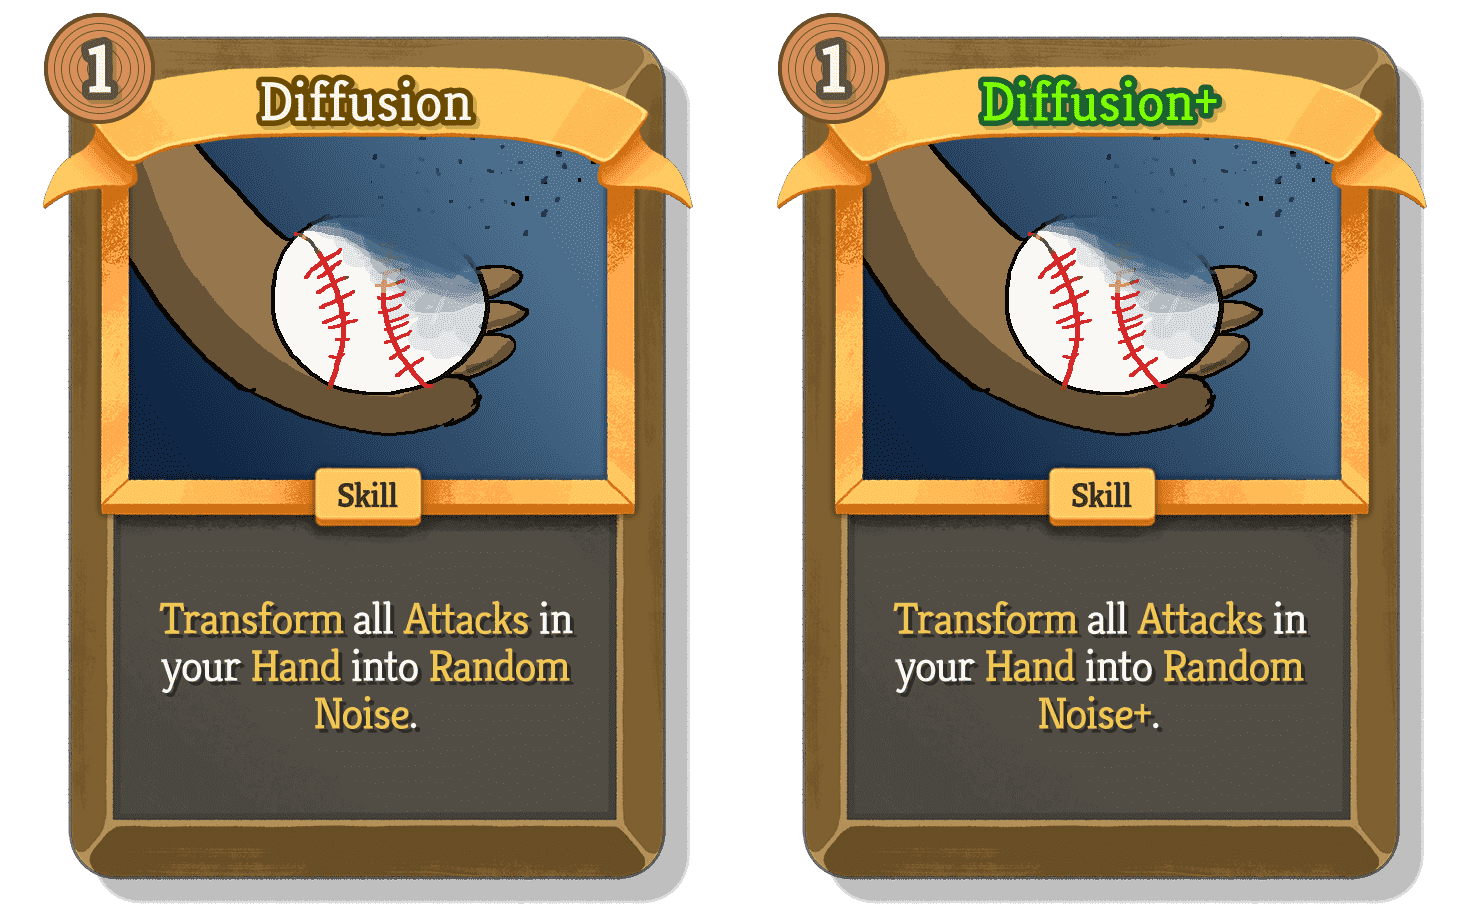 1
Diffusion
Skill
Transform all Attacks in
your Hand into Random
Noise.
1
Diffusion+
Skill
Transform all Attacks in
your Hand into Random
Noise+.